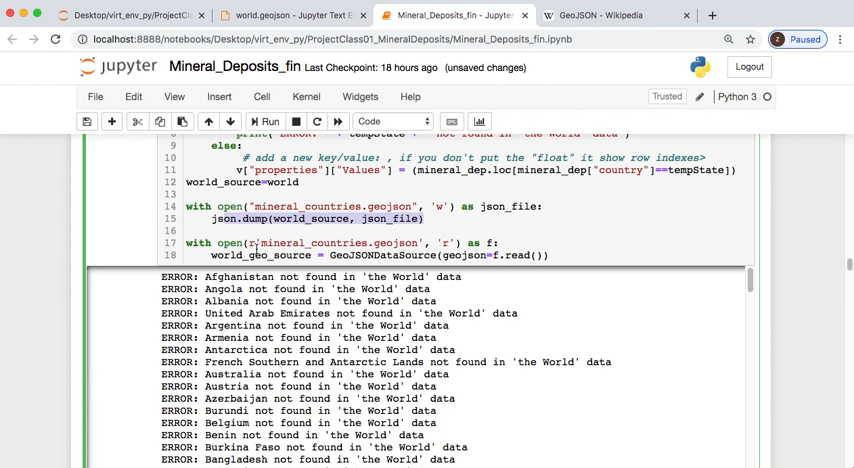 Desktop/virt_env_py/ProjectCla
world.geojson - Jupyter Text E
Mineral_Deposits_fin - Jupyter
GeoJSON - Wikipedia
localhost:8888/notebooks/Desktop/virt_env_py/ProjectClass01_MineralDeposits/Mineral_Deposits_fin.ipynb
Z Paused
jupyter Mineral_Deposits_fin Last Checkpoint: 18 hours ago (unsaved changes)
Logout
File Edit View Insert Cell Kernel Widgets Help
Trusted Python 3
Run Code
print("ERROR: " + tempState + " not found in 'the World' data")
9 else:
10 # add a new key/value: , if you don't put the "float" it show row indexes>
11 v["properties"]["Values"] = (mineral_dep.loc[mineral_dep["country"]==tempState])
12 world_source=world
13
14 with open("mineral_countries.geojson", 'w') as json_file:
15 json.dump(world_source, json_file)
16
17 with open(r'mineral_countries.geojson', 'r') as f:
18 world_geo_source = GeoJSONDataSource(geojson=f.read())
ERROR: Afghanistan not found in 'the World' data
ERROR: Angola not found in 'the World' data
ERROR: Albania not found in 'the World' data
ERROR: United Arab Emirates not found in 'the World' data
ERROR: Argentina not found in 'the World' data
ERROR: Armenia not found in 'the World' data
ERROR: Antarctica not found in 'the World' data
ERROR: French Southern and Antarctic Lands not found in 'the World' data
ERROR: Australia not found in 'the World' data
ERROR: Austria not found in 'the World' data
ERROR: Azerbaijan not found in 'the World' data
ERROR: Burundi not found in 'the World' data
ERROR: Belgium not found in 'the World' data
ERROR: Benin not found in 'the World' data
ERROR: Burkina Faso not found in 'the World' data
ERROR: Bangladesh not found in 'the World' data